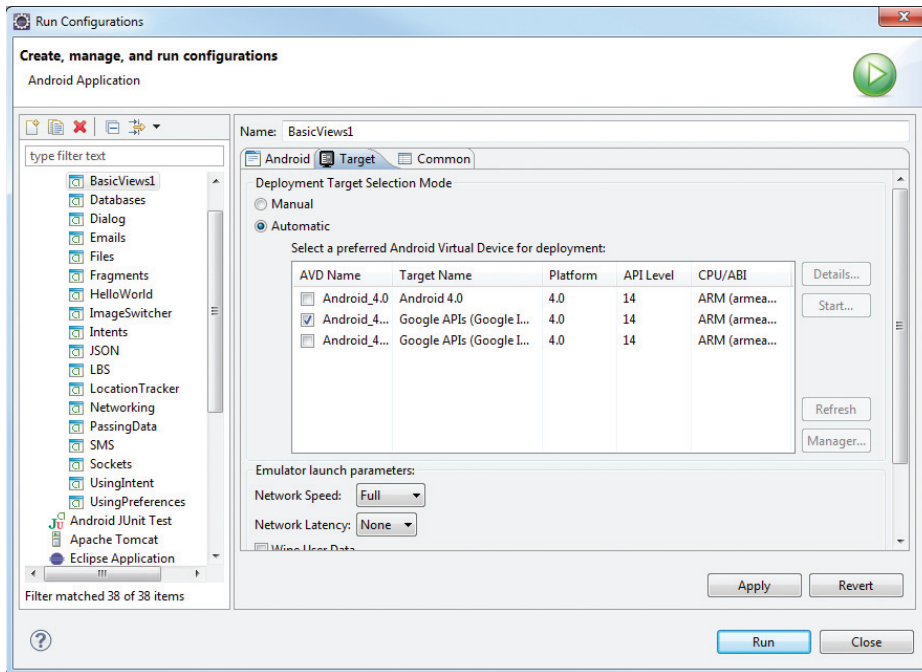 Run Configurations
Create, manage, and run configurations
Android Application
type filter text
BasicViews1
Databases
Dialog
Emails
Files
Fragments
HelloWorld
ImageSwitcher
Intents
JSON
LBS
LocationTracker
Networking
PassingData
SMS
Sockets
UsingIntent
UsingPreferences
Android JUnit Test
Apache Tomcat
Eclipse Application
Filter matched 38 of 38 items
Name: BasicViews1
Android Target Common
Deployment Target Selection Mode
Manual
Automatic
Select a preferred Android Virtual Device for deployment:
AVD Name Target Name Platform API Level CPU/ABI
Android_4.0 Android 4.0 4.0 14 ARM (armea...
Android_4... Google APIs (Google I... 4.0 14 ARM (armea...
Android_4... Google APIs (Google I... 4.0 14 ARM (armea...
Details...
Start...
Refresh
Manager...
Emulator launch parameters:
Network Speed: Full
Network Latency: None
Wipe User Data
Apply Revert
Run Close